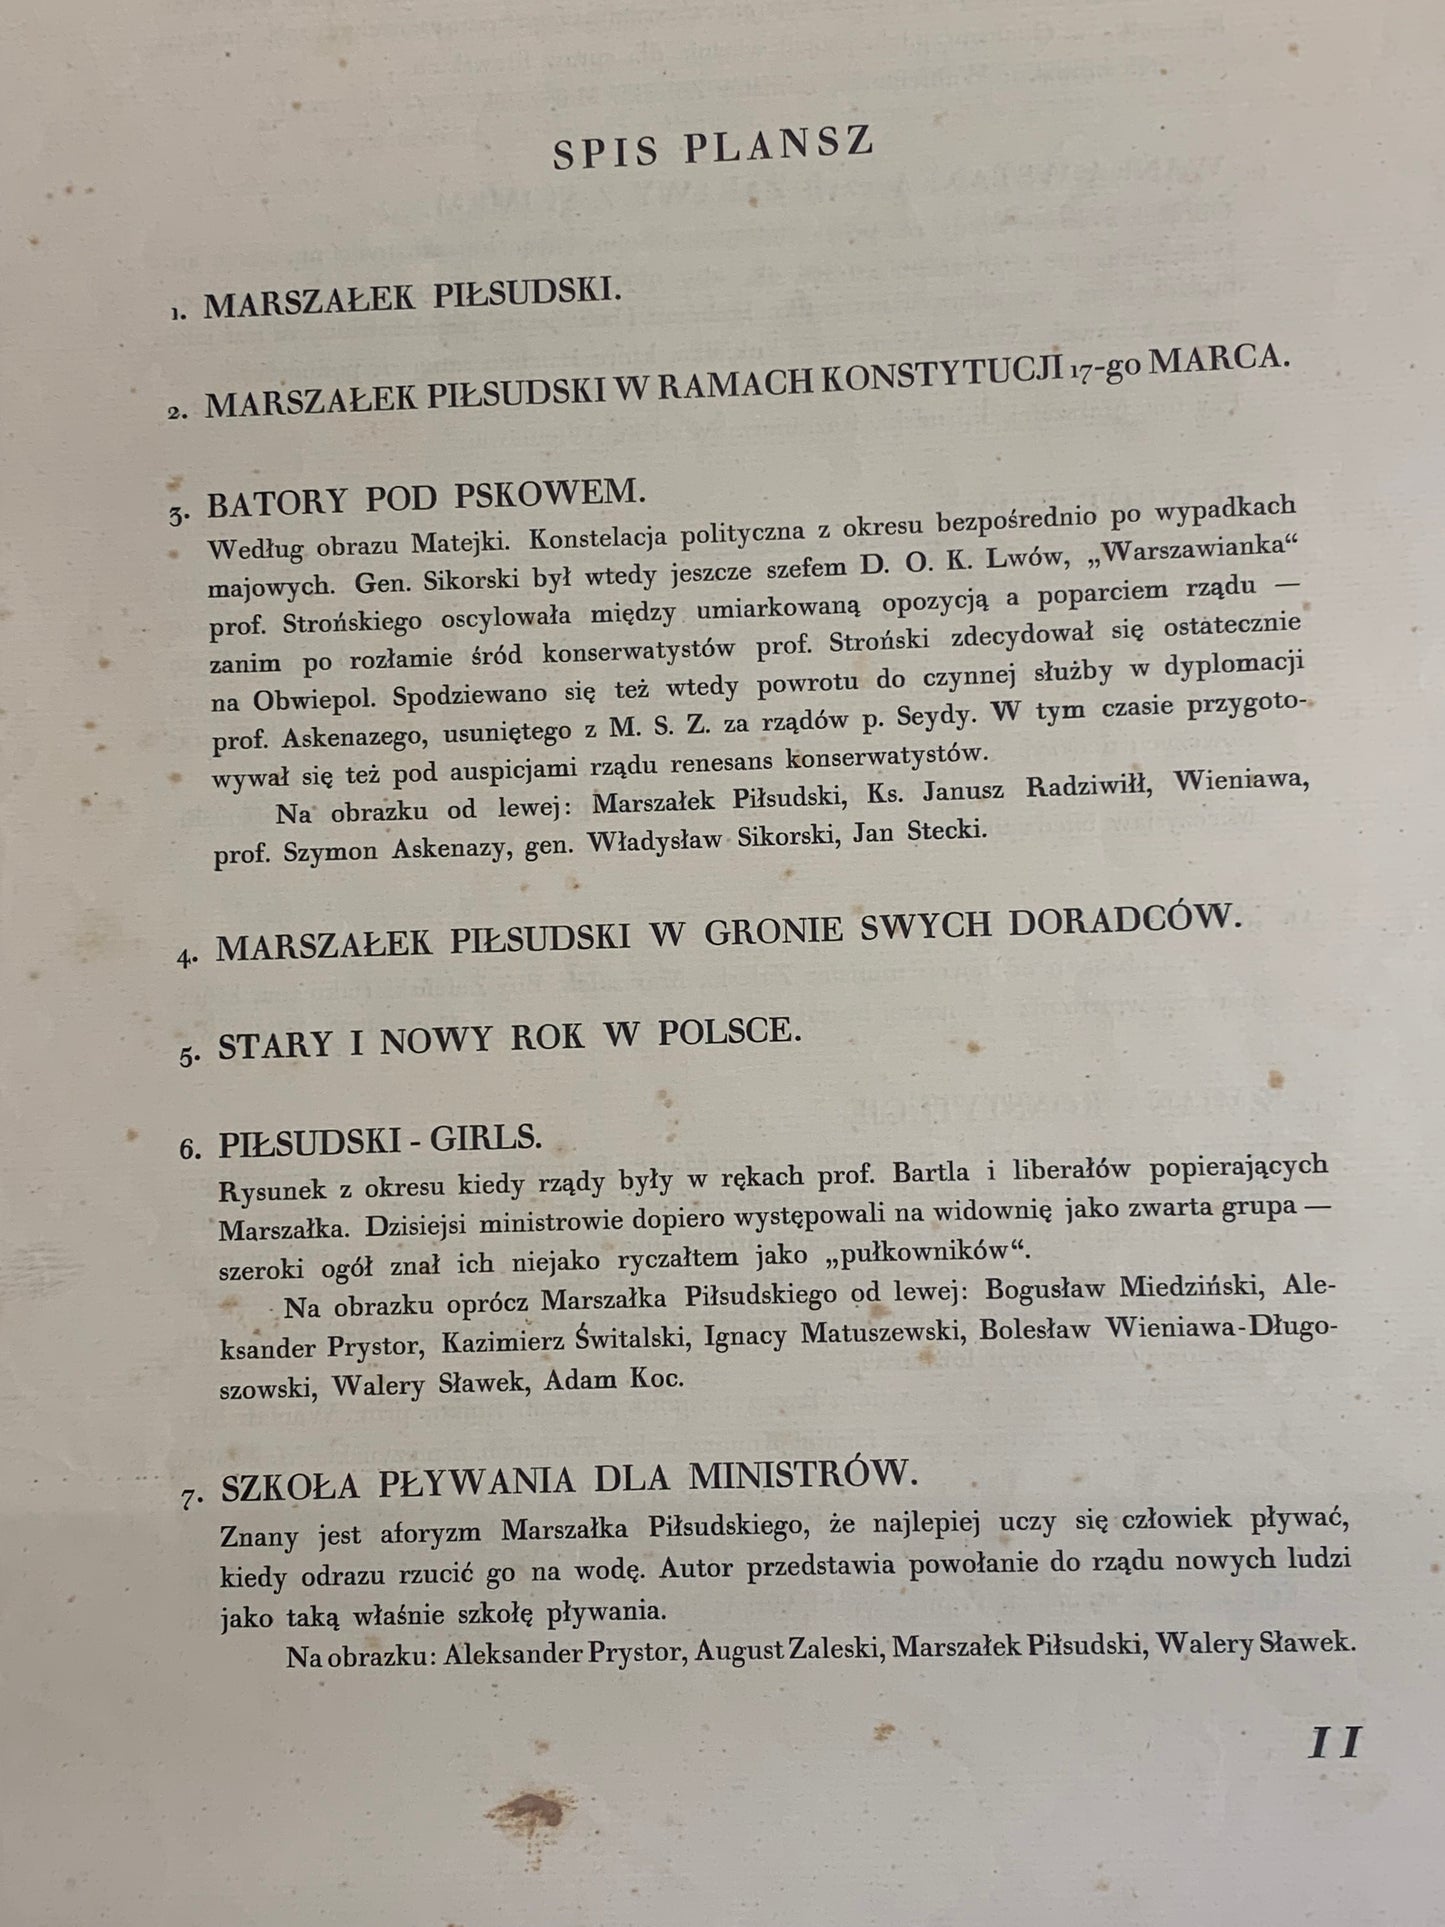 SPIS PLANSZ
1. MARSZAŁEK PIŁSUDSKI.
2. MARSZAŁEK PIŁSUDSKI W RAMACH KONSTYTUCJI 17-go MARCA.
3. BATORY POD PSKOWEM.
Według obrazu Matejki. Konstelacja polityczna z okresu bezpośrednio po wypadkach
majowych. Gen. Sikorski był wtedy jeszcze szefem D. O. K. Lwów, „Warszawianka“
prof. Strońskiego oscylowała między umiarkowaną opozycją a poparciem rządu —
zanim po rozłamie śród konserwatystów prof. Stroński zdecydował się ostatecznie
na Obwiepol. Spodziewano się też wtedy powrotu do czynnej służby w dyplomacji
prof. Askenazego, usuniętego z M. S. Z. za rządów p. Seydy. W tym czasie przygoto-
wywał się też pod auspicjami rządu renesans konserwatystów.
Na obrazku od lewej: Marszałek Piłsudski, Ks. Janusz Radziwiłł, Wieniawa,
prof. Szymon Askenazy, gen. Władysław Sikorski, Jan Stecki.
4. MARSZAŁEK PIŁSUDSKI W GRONIE SWYCH DORADCÓW.
5. STARY I NOWY ROK W POLSCE.
6. PIŁSUDSKI - GIRLS.
Rysunek z okresu kiedy rządy były w rękach prof. Bartla i liberałów popierających
Marszałka. Dzisiejsi ministrowie dopiero występowali na widownię jako zwarta grupa —
szeroki ogół znał ich niejako ryczałtem jako „pułkowników“.
Na obrazku oprócz Marszałka Piłsudskiego od lewej: Bogusław Miedziński, Ale-
ksander Prystor, Kazimierz Świtalski, Ignacy Matuszewski, Bolesław Wieniawa-Długo-
szowski, Walery Sławek, Adam Koc.
7. SZKOŁA PŁYWANIA DLA MINISTRÓW.
Znany jest aforyzm Marszałka Piłsudskiego, że najlepiej uczy się człowiek pływać,
kiedy odrazu rzucić go na wodę. Autor przedstawia powołanie do rządu nowych ludzi
jako taką właśnie szkołę pływania.
Na obrazku: Aleksander Prystor, August Zaleski, Marszałek Piłsudski, Walery Sławek.
II